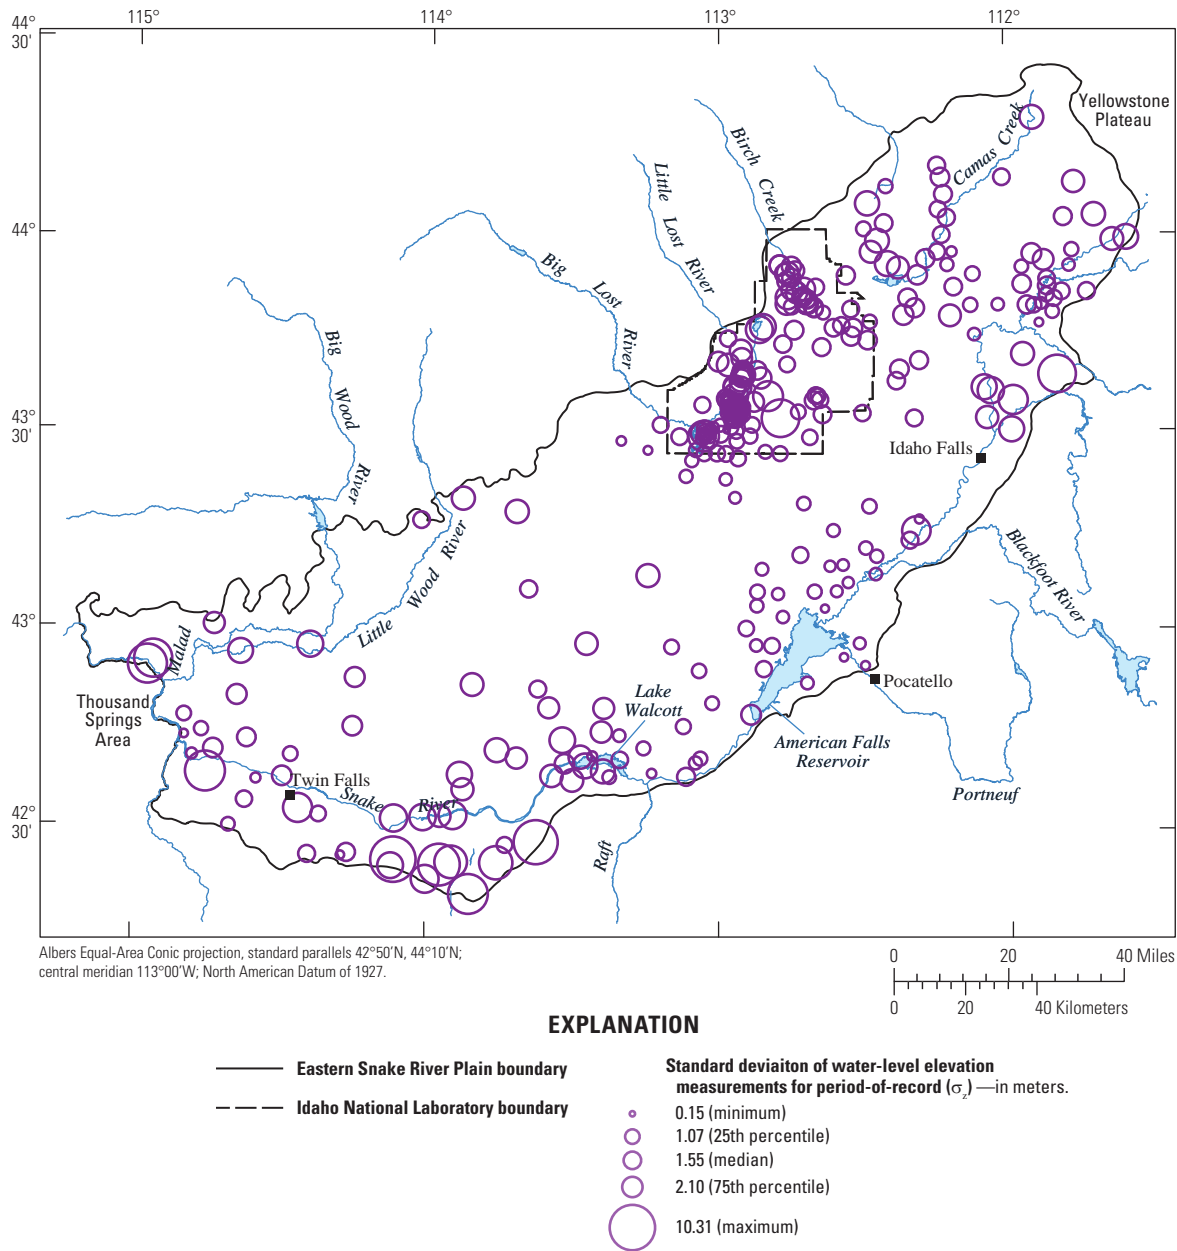 115°
114°
113°
112°
44°
30'
44°
43°
30'
43°
42°
30'
Yellowstone
Plateau
Camas Creek
Birch Creek
Little Lost River
Big Lost River
Big Wood River
Idaho Falls
Little Wood River
Blackfoot River
Malad
Thousand
Springs
Area
Lake
Walcott
Pocatello
American Falls
Reservoir
Twin Falls
Snake River
Portneuf
Raft
Albers Equal-Area Conic projection, standard parallels 42°50'N, 44°10'N;
central meridian 113°00'W; North American Datum of 1927.
0 20 40 Miles
0 20 40 Kilometers
EXPLANATION
Eastern Snake River Plain boundary
Idaho National Laboratory boundary
Standard deviaiton of water-level elevation
measurements for period-of-record (σz) —in meters.
0.15 (minimum)
1.07 (25th percentile)
1.55 (median)
2.10 (75th percentile)
10.31 (maximum)